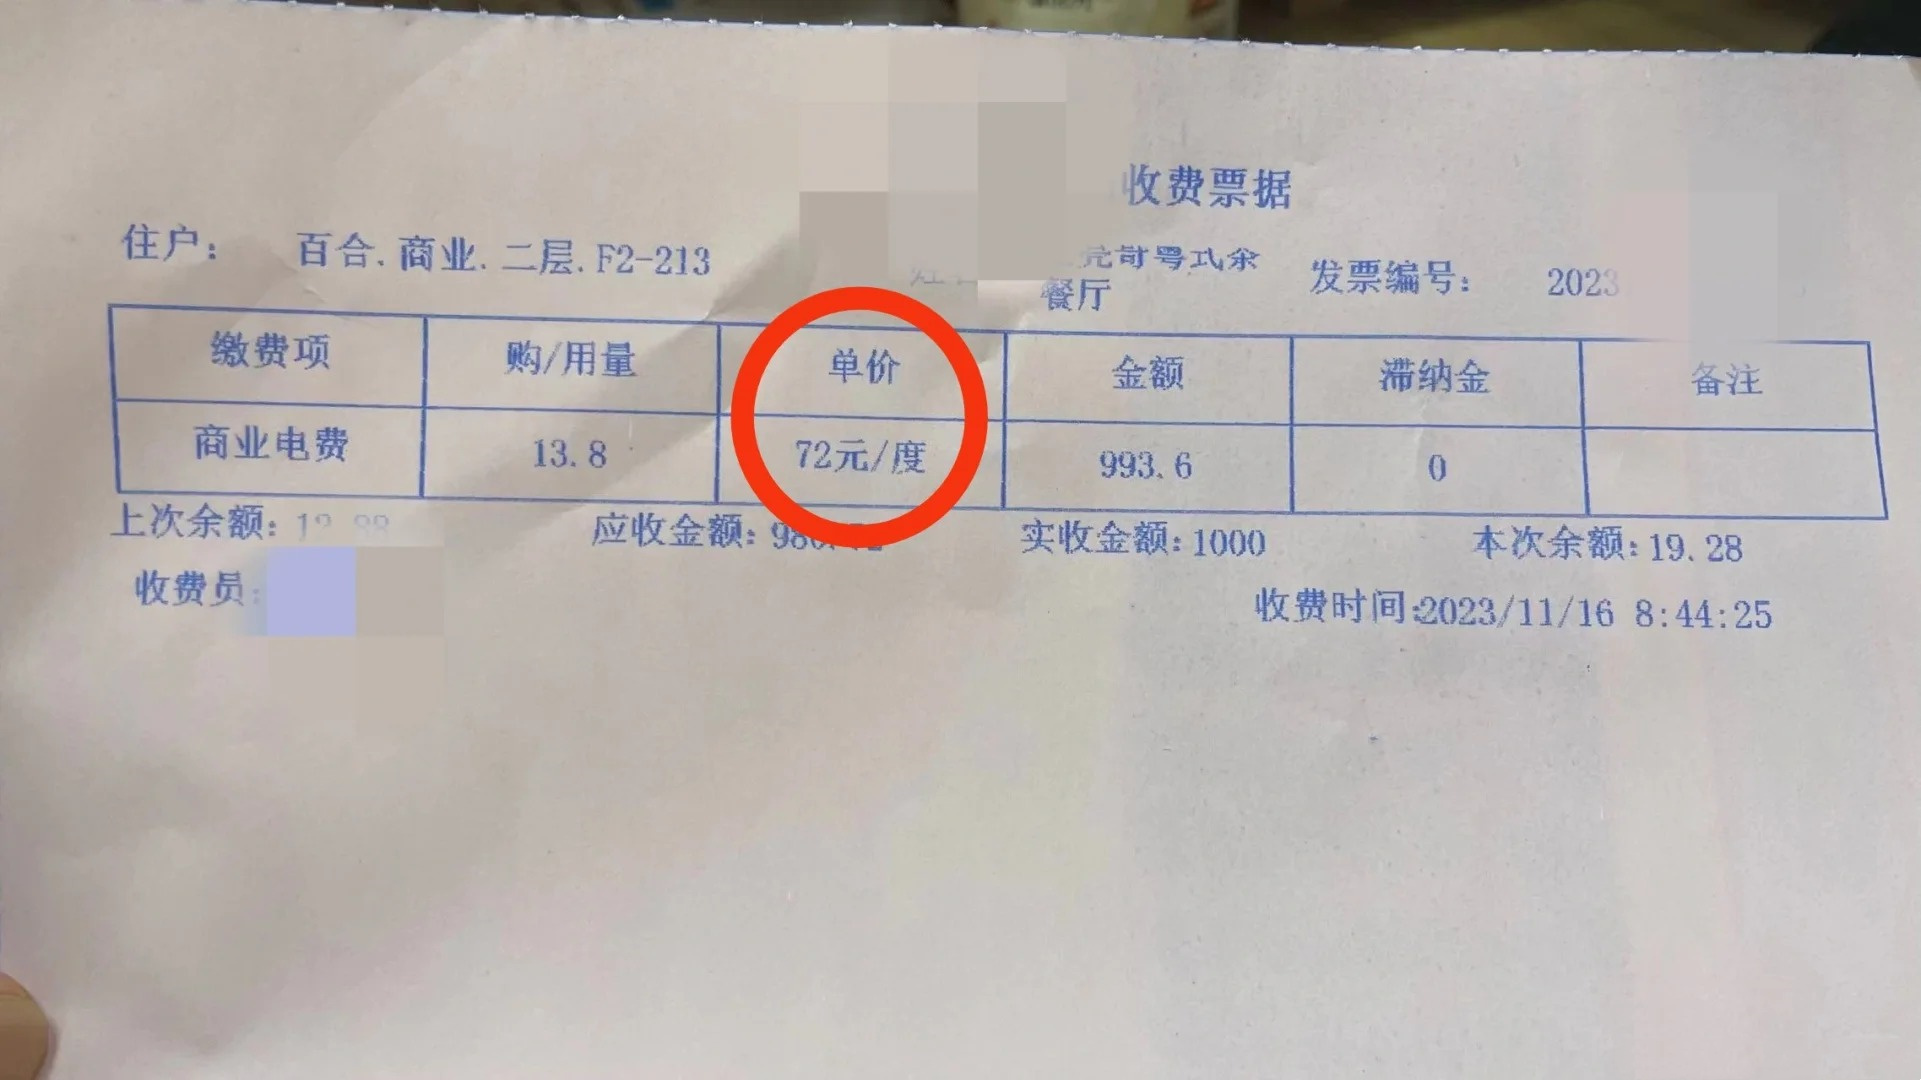 收费票据
住户： 百合.商业.二层.F2-213
餐厅
发票编号： 2023
缴费项 购/用量 单价 金额 滞纳金 备注
商业电费 13.8 72元/度 993.6 0
上次余额: 应收金额: 实收金额:1000 本次余额:19.28
收费员: 收费时间:2023/11/16 8:44:25